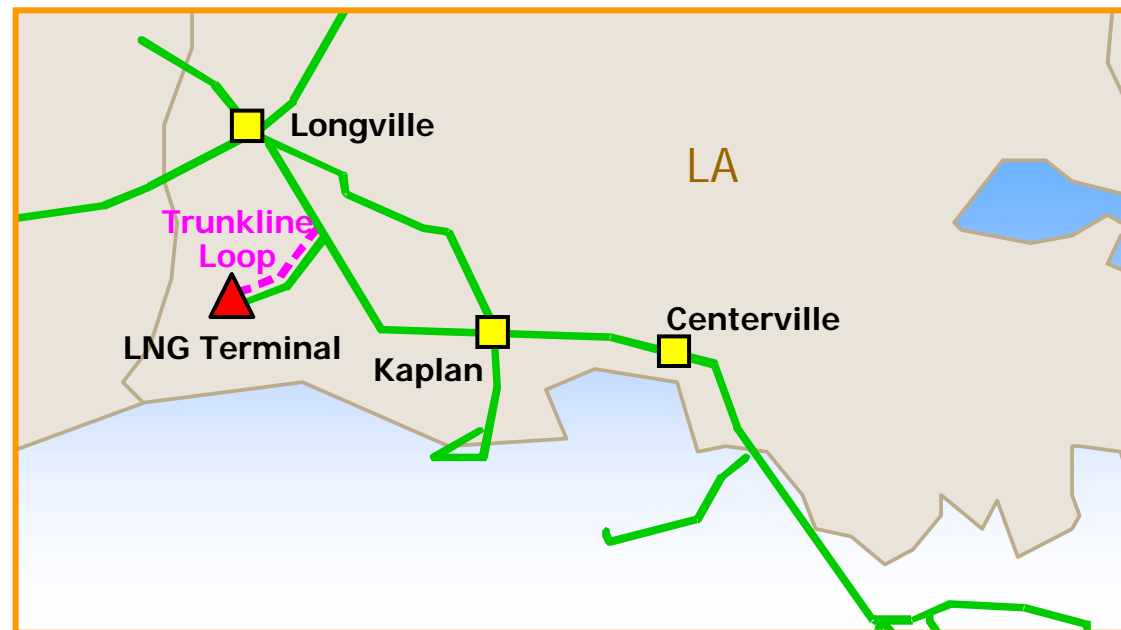 Longville
LA
Trunkline
Loop
Centerville
LNG Terminal
Kaplan